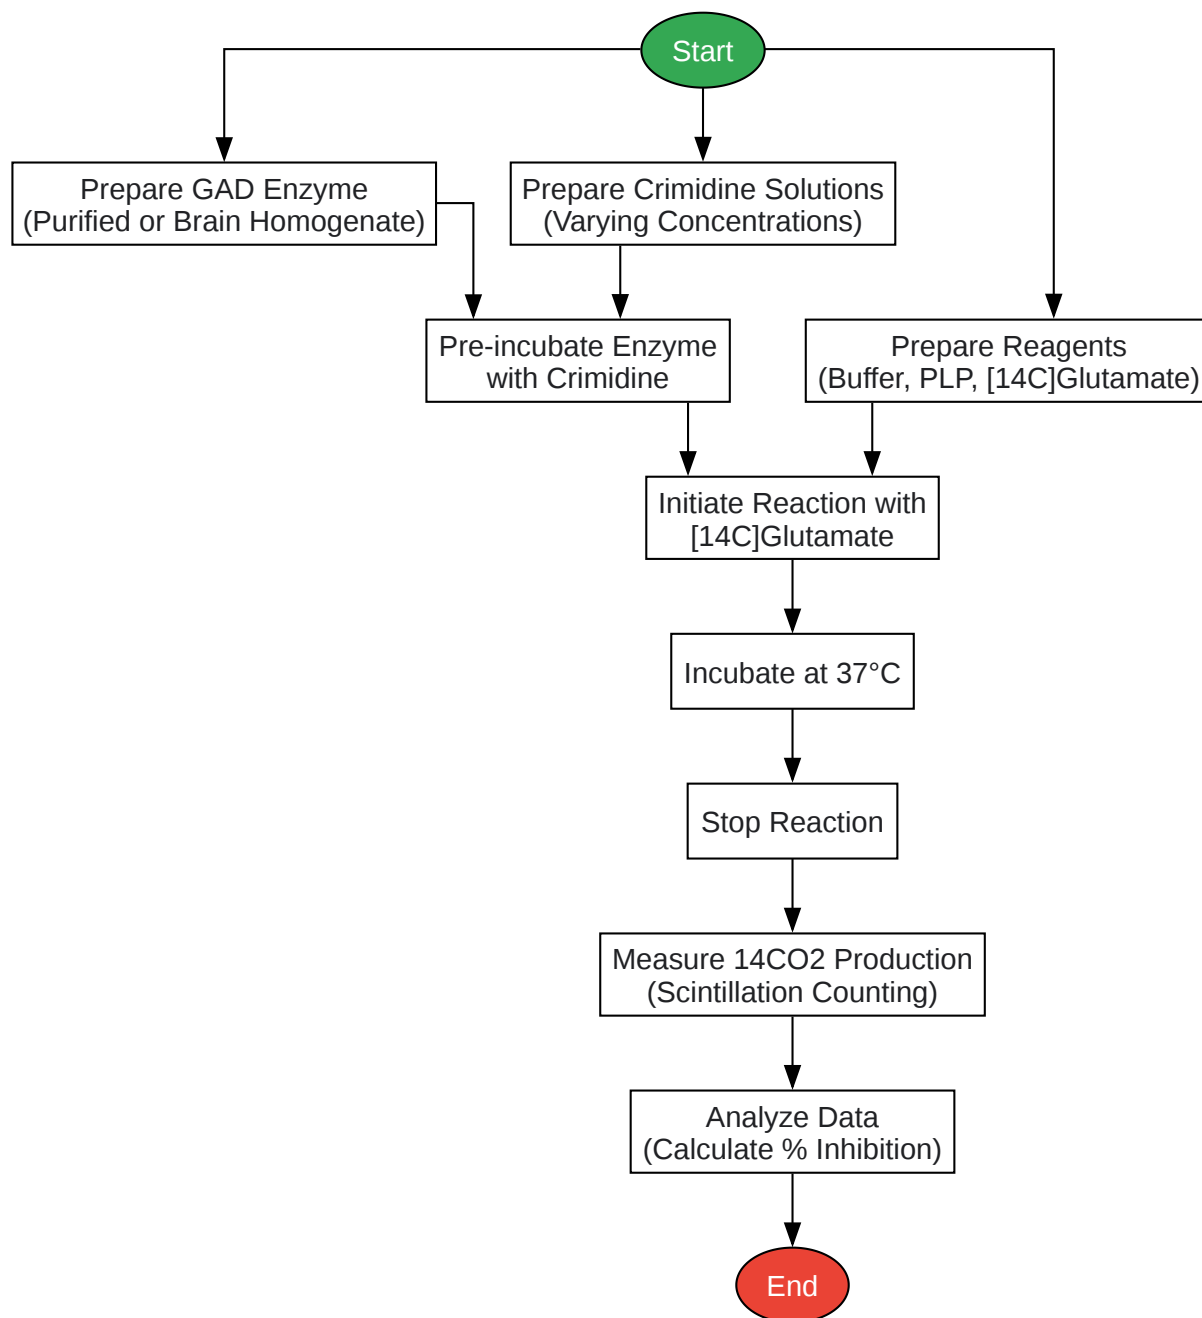 Start
Prepare GAD Enzyme
(Purified or Brain Homogenate)
Prepare Crimidine Solutions
(Varying Concentrations)
Pre-incubate Enzyme
with Crimidine
Prepare Reagents
(Buffer, PLP, [14C]Glutamate)
Initiate Reaction with
[14C]Glutamate
Incubate at 37°C
Stop Reaction
Measure 14CO2 Production
(Scintillation Counting)
Analyze Data
(Calculate % Inhibition)
End